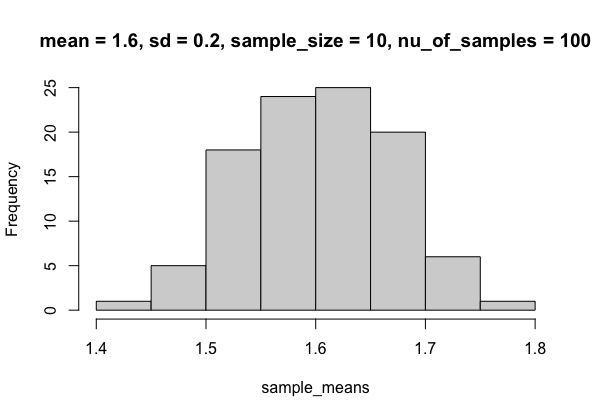 mean = 1.6, sd = 0.2, sample_size = 10, nu_of_samples = 100
Frequency
25
20
15
10
5
0
1.4 1.5 1.6 1.7 1.8
sample_means